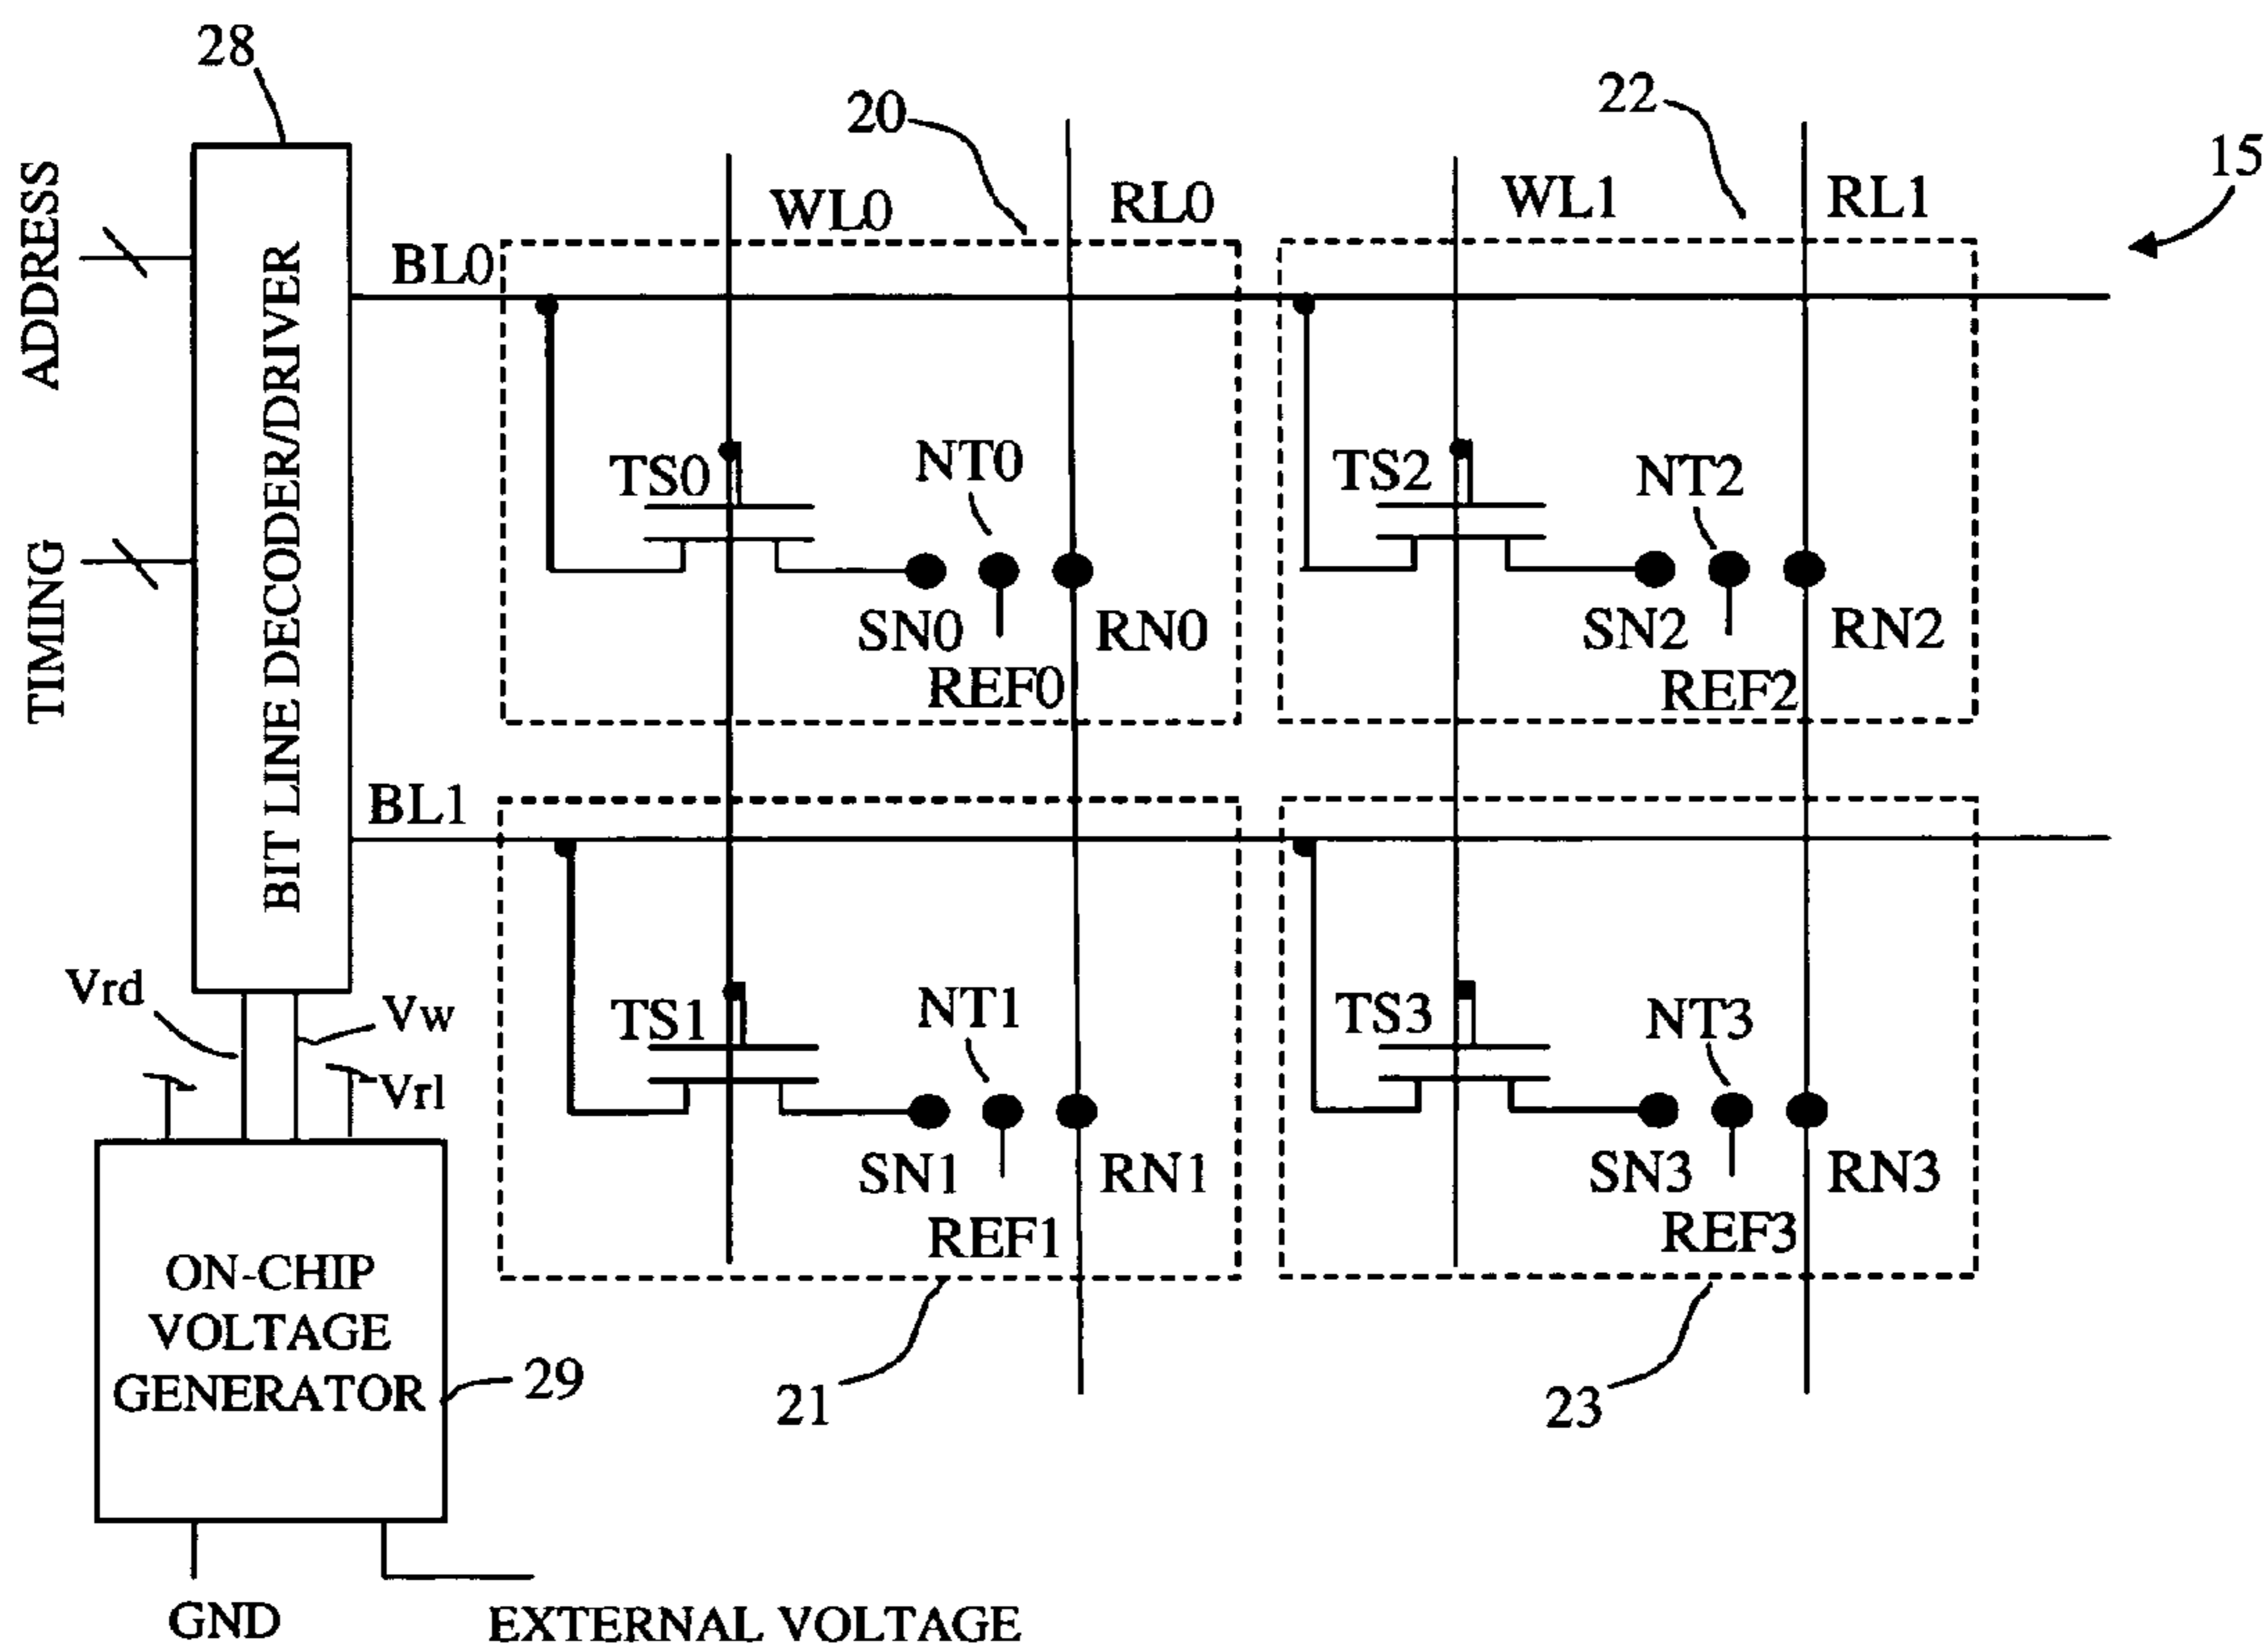 28
20
22
15
ADDRESS
WL0
RL0
WL1
RL1
BL0
BIT LINE DECODER/DRIVER
TS0
NT0
TS2
NT2
TIMING
SN0
RN0
SN2
RN2
REF0
REF2
BL1
Vrd
Vw
TS1
NT1
TS3
NT3
Vrl
SN1
RN1
SN3
RN3
REF1
REF3
ON-CHIP
VOLTAGE
GENERATOR
29
21
23
GND
EXTERNAL VOLTAGE